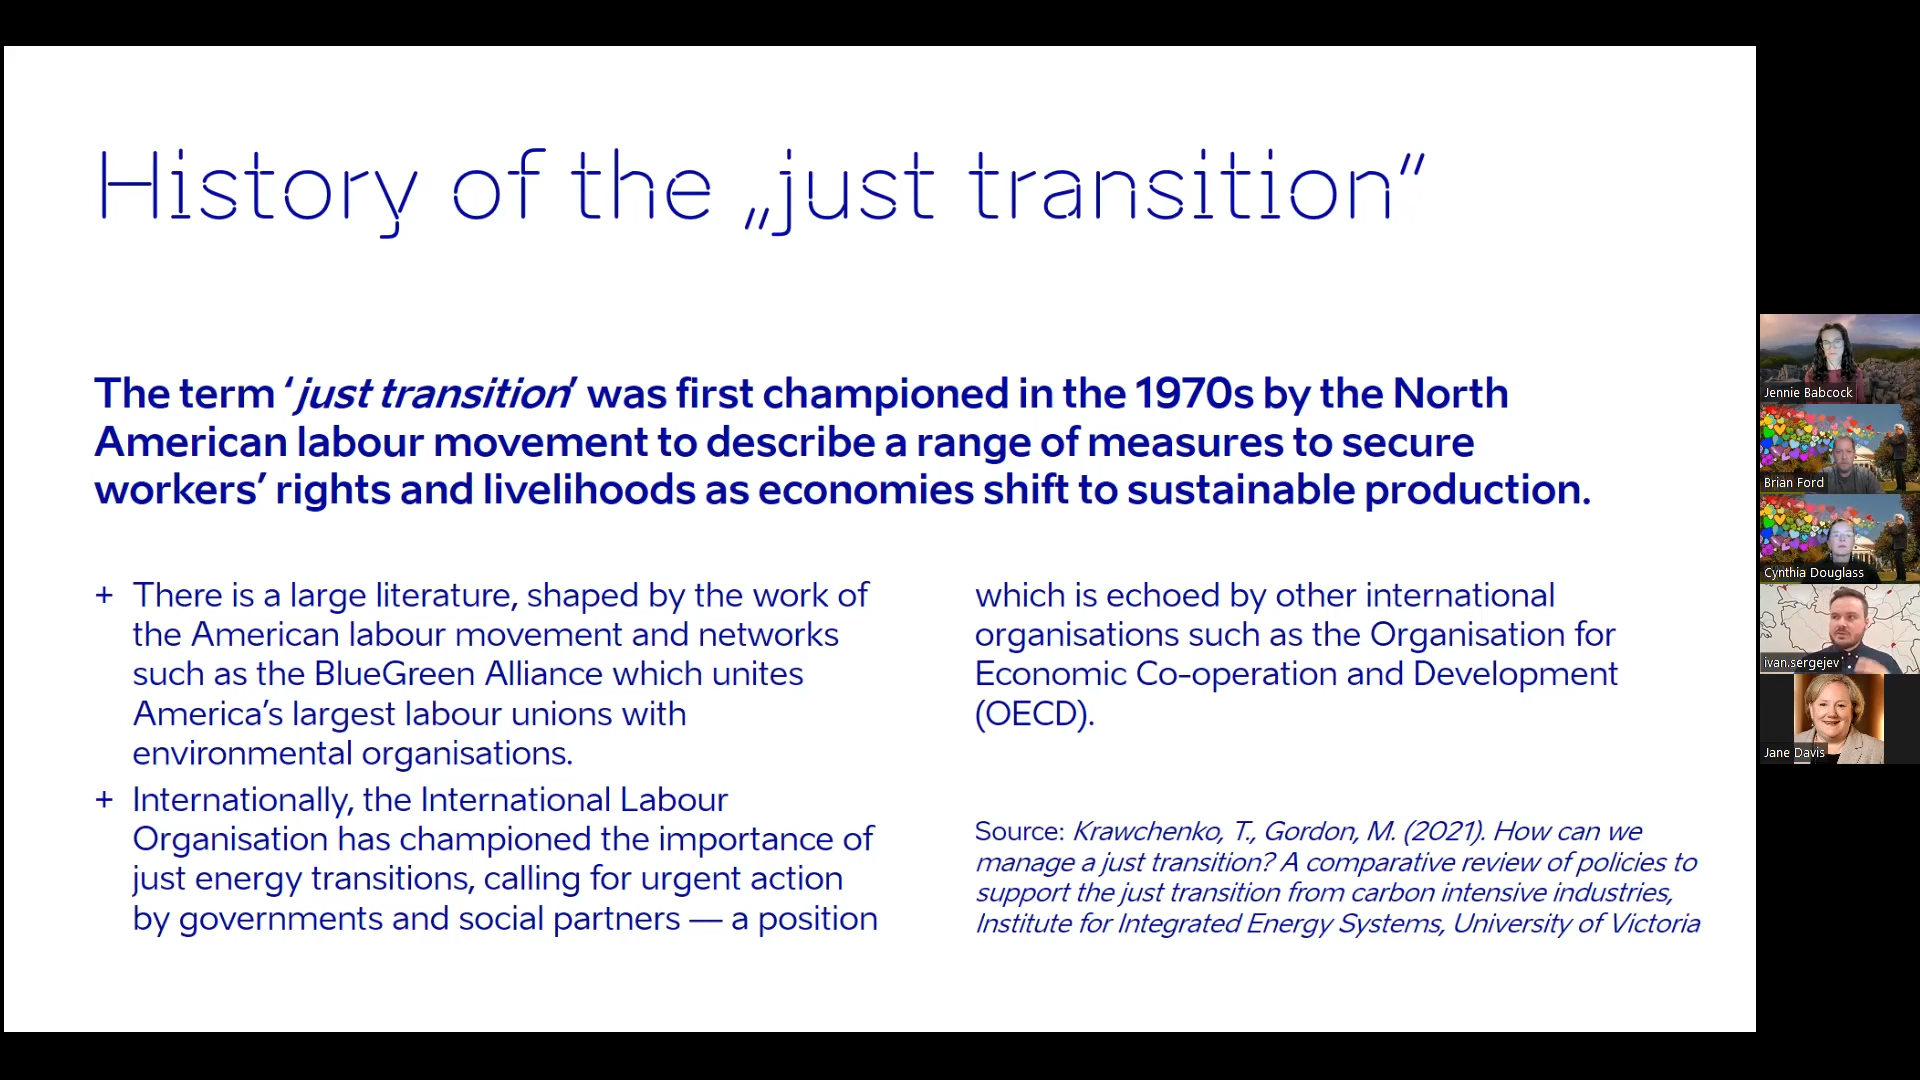 History of the „just transition“
The term ‘just transition’ was first championed in the 1970s by the North
American labour movement to describe a range of measures to secure
workers’ rights and livelihoods as economies shift to sustainable production.
+ There is a large literature, shaped by the work of
the American labour movement and networks
such as the BlueGreen Alliance which unites
America’s largest labour unions with
environmental organisations.
+ Internationally, the International Labour
Organisation has championed the importance of
just energy transitions, calling for urgent action
by governments and social partners — a position
which is echoed by other international
organisations such as the Organisation for
Economic Co-operation and Development
(OECD).
Source: Krawchenko, T., Gordon, M. (2021). How can we
manage a just transition? A comparative review of policies to
support the just transition from carbon intensive industries,
Institute for Integrated Energy Systems, University of Victoria
Jennie Babcock
Brian Ford
Cynthia Douglass
ivan.sergejev
Jane Davis